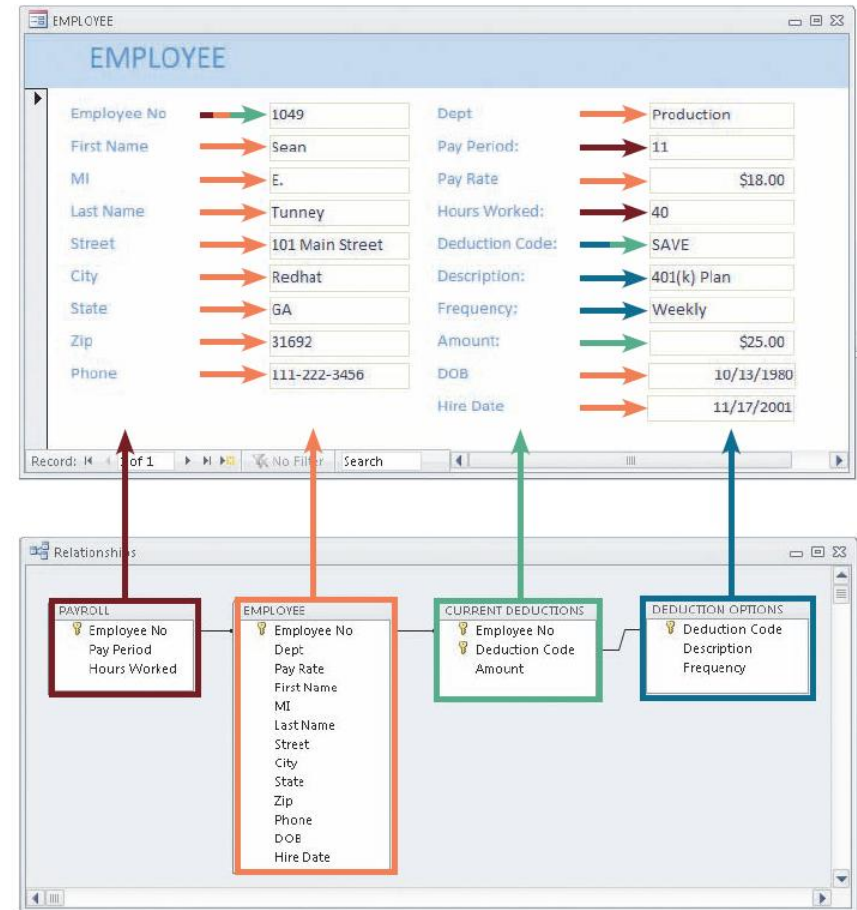 EMPLOYEE
EMPLOYEE
Employee No 1049
First Name Sean
MI E.
Last Name Tunney
Street 101 Main Street
City Redhat
State GA
Zip 31692
Phone 111-222-3456
Dept Production
Pay Period: 11
Pay Rate $18.00
Hours Worked: 40
Deduction Code: SAVE
Description: 401(k) Plan
Frequency: Weekly
Amount: $25.00
DOB 10/13/1980
Hire Date 11/17/2001
Record: of 1 No Filter Search
Relationships
PAYROLL
Employee No
Pay Period
Hours Worked
EMPLOYEE
Employee No
Dept
Pay Rate
First Name
MI
Last Name
Street
City
State
Zip
Phone
DOB
Hire Date
CURRENT DEDUCTIONS
Employee No
Deduction Code
Amount
DEDUCTION OPTIONS
Deduction Code
Description
Frequency